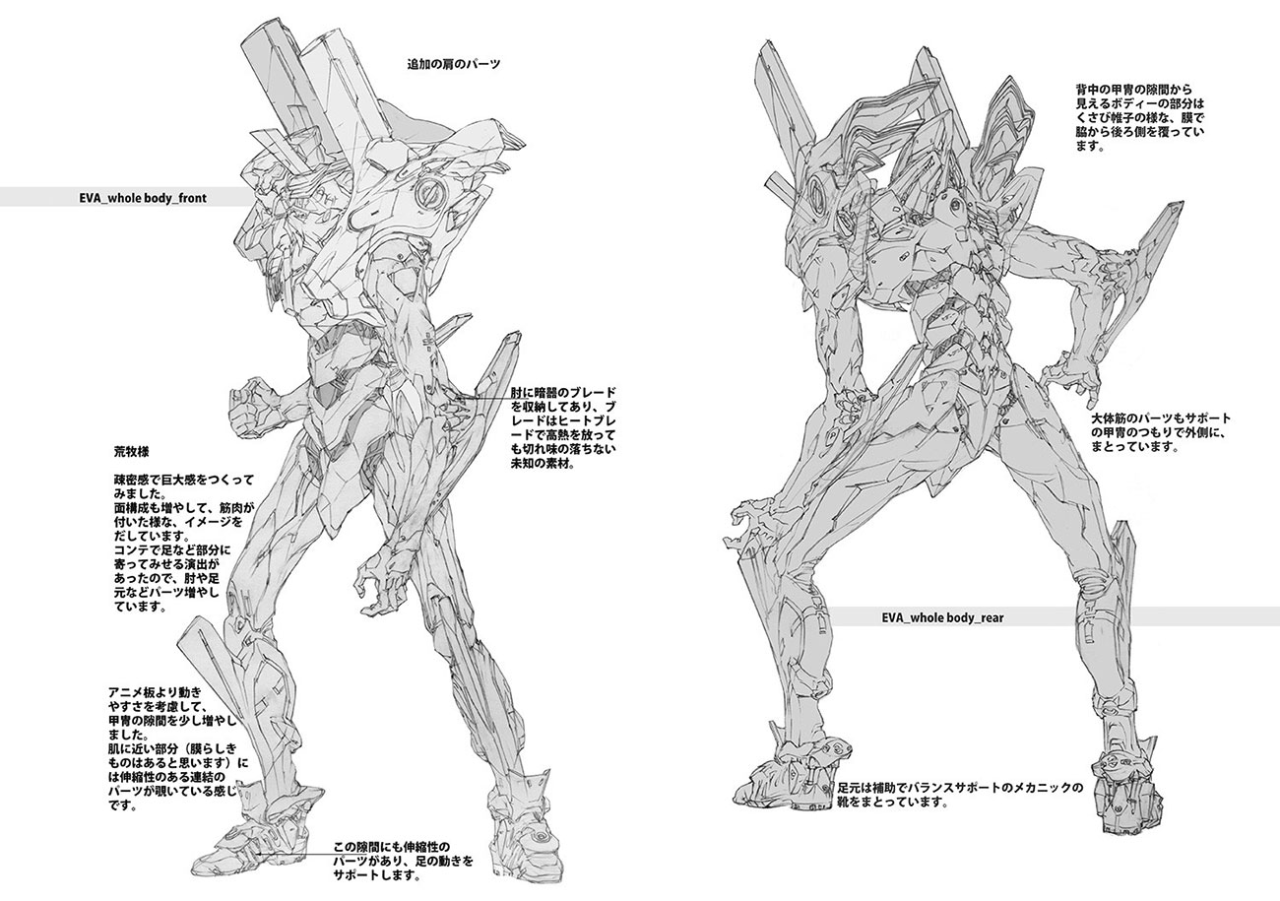 追加の肩のパーツ
EVA_whole body_front
肘に暗器のブレード
を収納してあり、ブ
レードはヒートブレ
ードで高熱を放って
も切れ味の落ちない
未知の素材。
荒牧様
疎密感で巨大感をつくって
みました。
面構成も増やして、筋肉が
付いた様な、イメージを
だしています。
コンテで足など部分に
寄ってみせる演出が
あったので、肘や足
元などパーツ増やし
ています。
アニメ板より動き
やすさを考慮して、
甲冑の隙間を少し増やし
ました。
肌に近い部分（膜らしき
ものはあると思います）に
は伸縮性のある連結の
パーツが覗いている感じ
です。
この隙間にも伸縮性の
パーツがあり、足の動きを
サポートします。
背中の甲冑の隙間から
見えるボディーの部分は
くさび帷子の様な、膜で
脇から後ろ側を覆ってい
ます。
大体筋のパーツもサポート
の甲冑のつもりで外側に、
まとっています。
EVA_whole body_rear
足元は補助でバランスサポートのメカニックの
靴をまとっています。